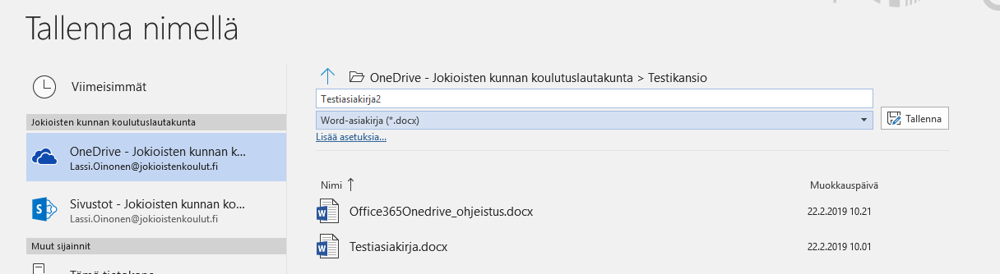 Tallenna nimellä
Viimeisimmät
Jokioisten kunnan koulutuslautakunta
OneDrive - Jokioisten kunnan k...
Lassi.Oinonen@jokioistenkoulut.fi
Sivustot - Jokioisten kunnan ko...
Lassi.Oinonen@jokioistenkoulut.fi
Muut sijainnit
Tämä tietokone
OneDrive - Jokioisten kunnan koulutuslautakunta > Testikansio
Testiasiakirja2
Word-asiakirja (*.docx)
Tallenna
Lisää asetuksia...
Nimi Muokkauspäivä
Office365Onedrive_ohjeistus.docx 22.2.2019 10.21
Testiasiakirja.docx 22.2.2019 10.01